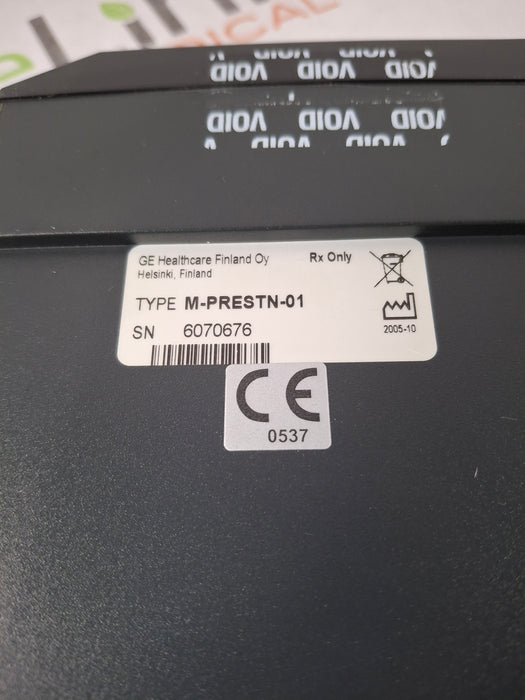 VOID VOID VOID
VOID VOID VOID
GE Healthcare Finland Oy Rx Only
Helsinki, Finland
TYPE M-PRESTN-01
SN 6070676
2005-10
CE
0537